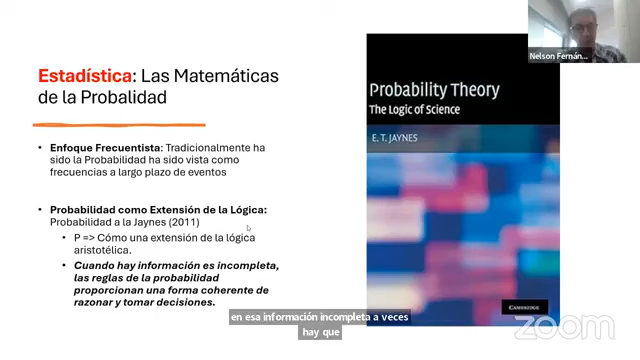 Nelson Fernán...
Estadística: Las Matemáticas
de la Probalidad
• Enfoque Frecuentista: Tradicionalmente ha
sido la Probabilidad ha sido vista como
frecuencias a largo plazo de eventos
• Probabilidad como Extensión de la Lógica:
Probabilidad a la Jaynes (2011)
• P => Cómo una extensión de la lógica
aristotélica.
• Cuando hay información es incompleta,
las reglas de la probabilidad
proporcionan una forma coherente de
razonar y tomar decisiones.
Probability Theory
The Logic of Science
E. T. JAYNES
CAMBRIDGE
en esa información incompleta a veces
hay que
zoom